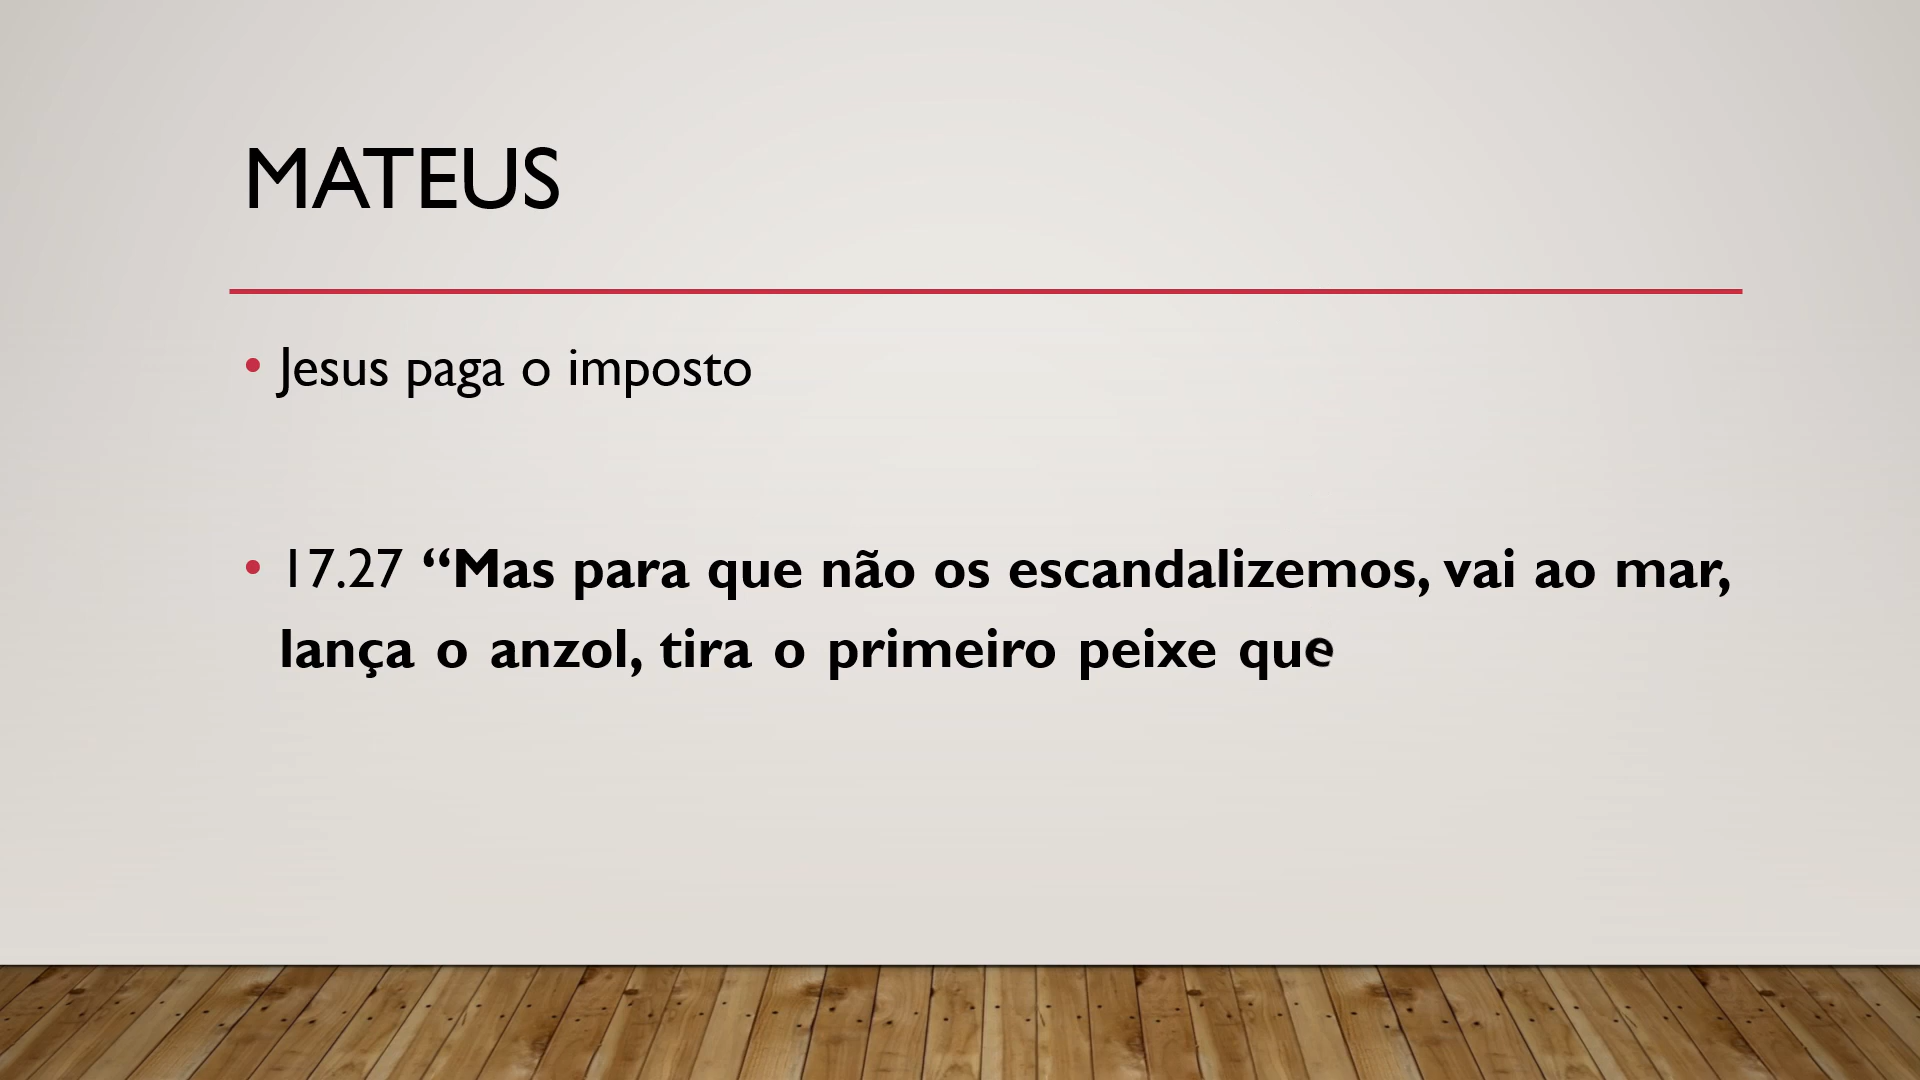 MATEUS
• Jesus paga o imposto
• 17.27 “Mas para que não os escandalizemos, vai ao mar,
lança o anzol, tira o primeiro peixe que